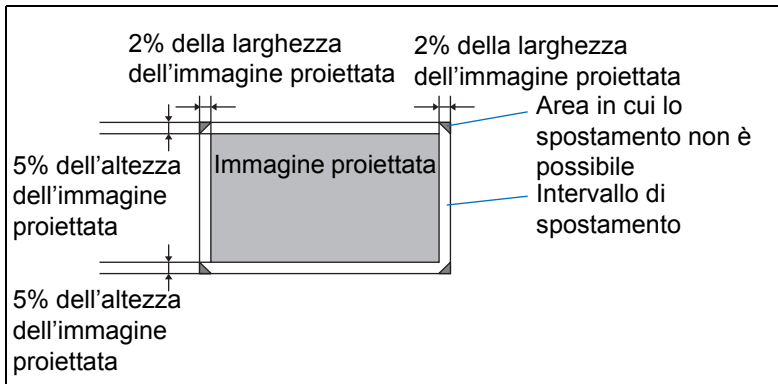 2% della larghezza
dell'immagine proiettata
2% della larghezza
dell'immagine proiettata
Area in cui lo
spostamento non è
possibile
Intervallo di
spostamento
5% dell'altezza
dell'immagine
proiettata
Immagine proiettata
5% dell'altezza
dell'immagine
proiettata